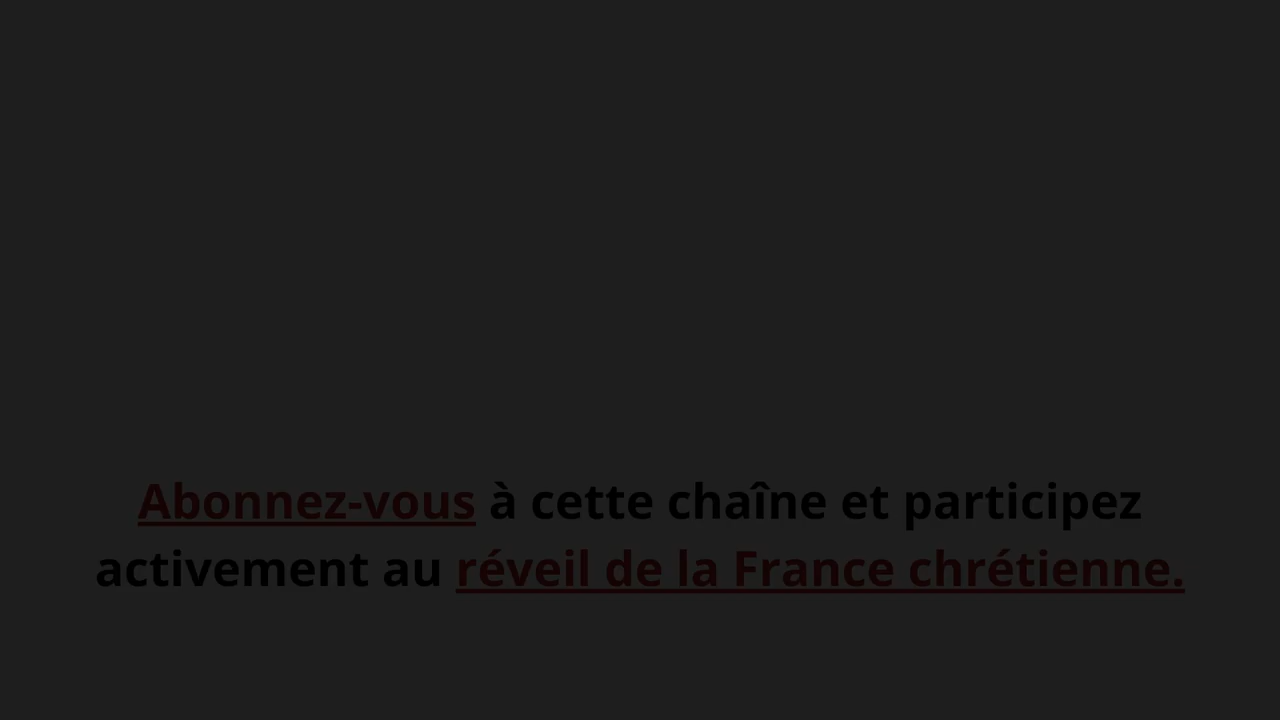 Abonnez-vous à cette chaîne et participez
activement au réveil de la France chrétienne.